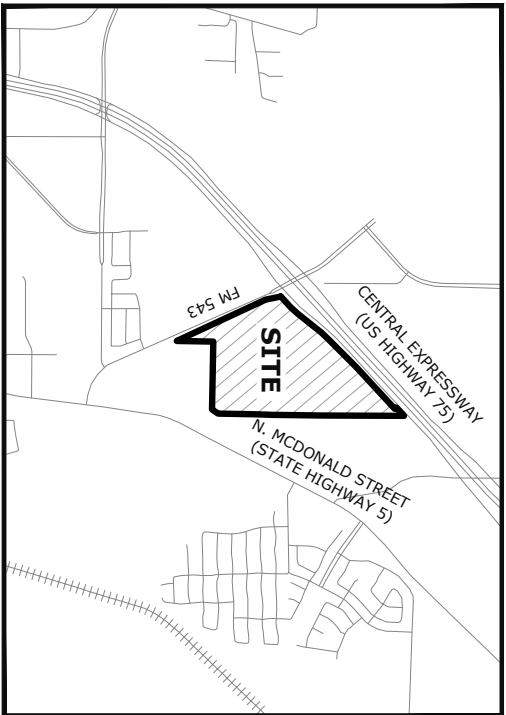 FM 543
CENTRAL EXPRESSWAY
(US HIGHWAY 75)
SITE
N. MCDONALD STREET
(STATE HIGHWAY 5)